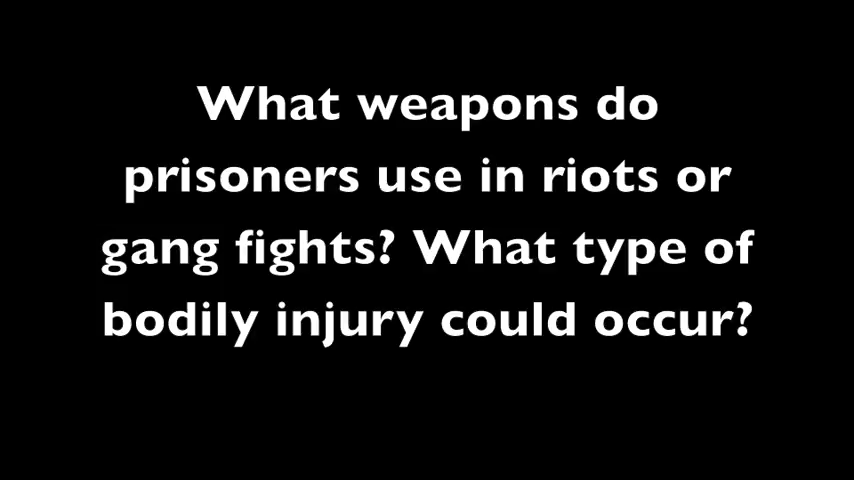 What weapons do
prisoners use in riots or
gang fights? What type of
bodily injury could occur?